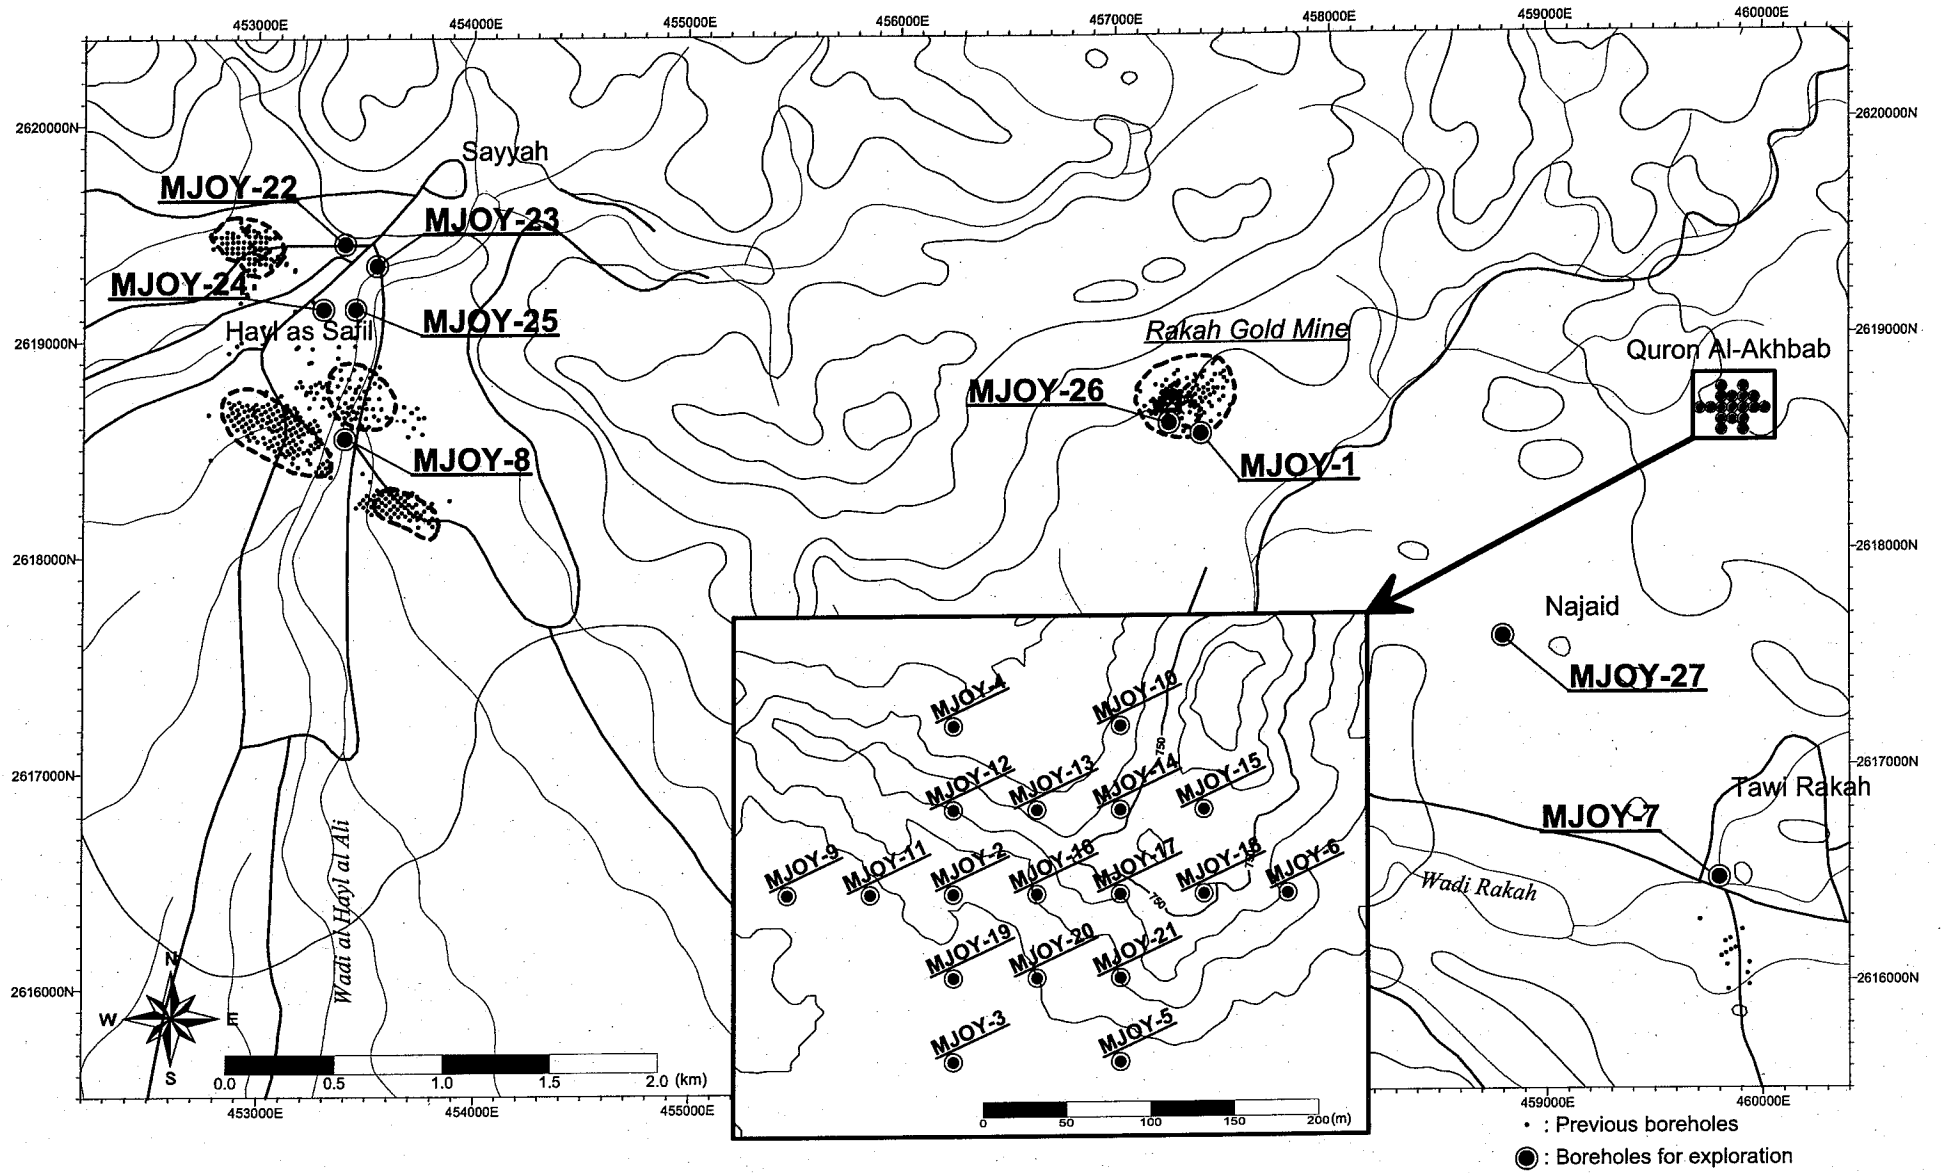 453000E 454000E 455000E 456000E 457000E 458000E 459000E 460000E
2620000N 2620000N
Sayyah
MJOY-22
MJOY-23
MJOY-24
MJOY-25
Hayl as Safil
2619000N 2619000N
Rakah Gold Mine
Quron Al-Akhbab
MJOY-26
MJOY-8
MJOY-1
2618000N 2618000N
Najaid
MJOY-27
MJOY-4 MJOY-10
750
MJOY-12 MJOY-13 MJOY-14 MJOY-15
2617000N 2617000N
Tawi Rakah
MJOY-7
MJOY-9 MJOY-11 MJOY-2 MJOY-16 MJOY-17 MJOY-18 MJOY-6
750
750
Wadi Rakah
Wadi al Hayl al Ali
MJOY-19 MJOY-20 MJOY-21
2616000N 2616000N
N
W E
S
MJOY-3 MJOY-5
0.0 0.5 1.0 1.5 2.0 (km)
0 50 100 150 200(m)
453000E 454000E 455000E 459000E 460000E
· : Previous boreholes
: Boreholes for exploration